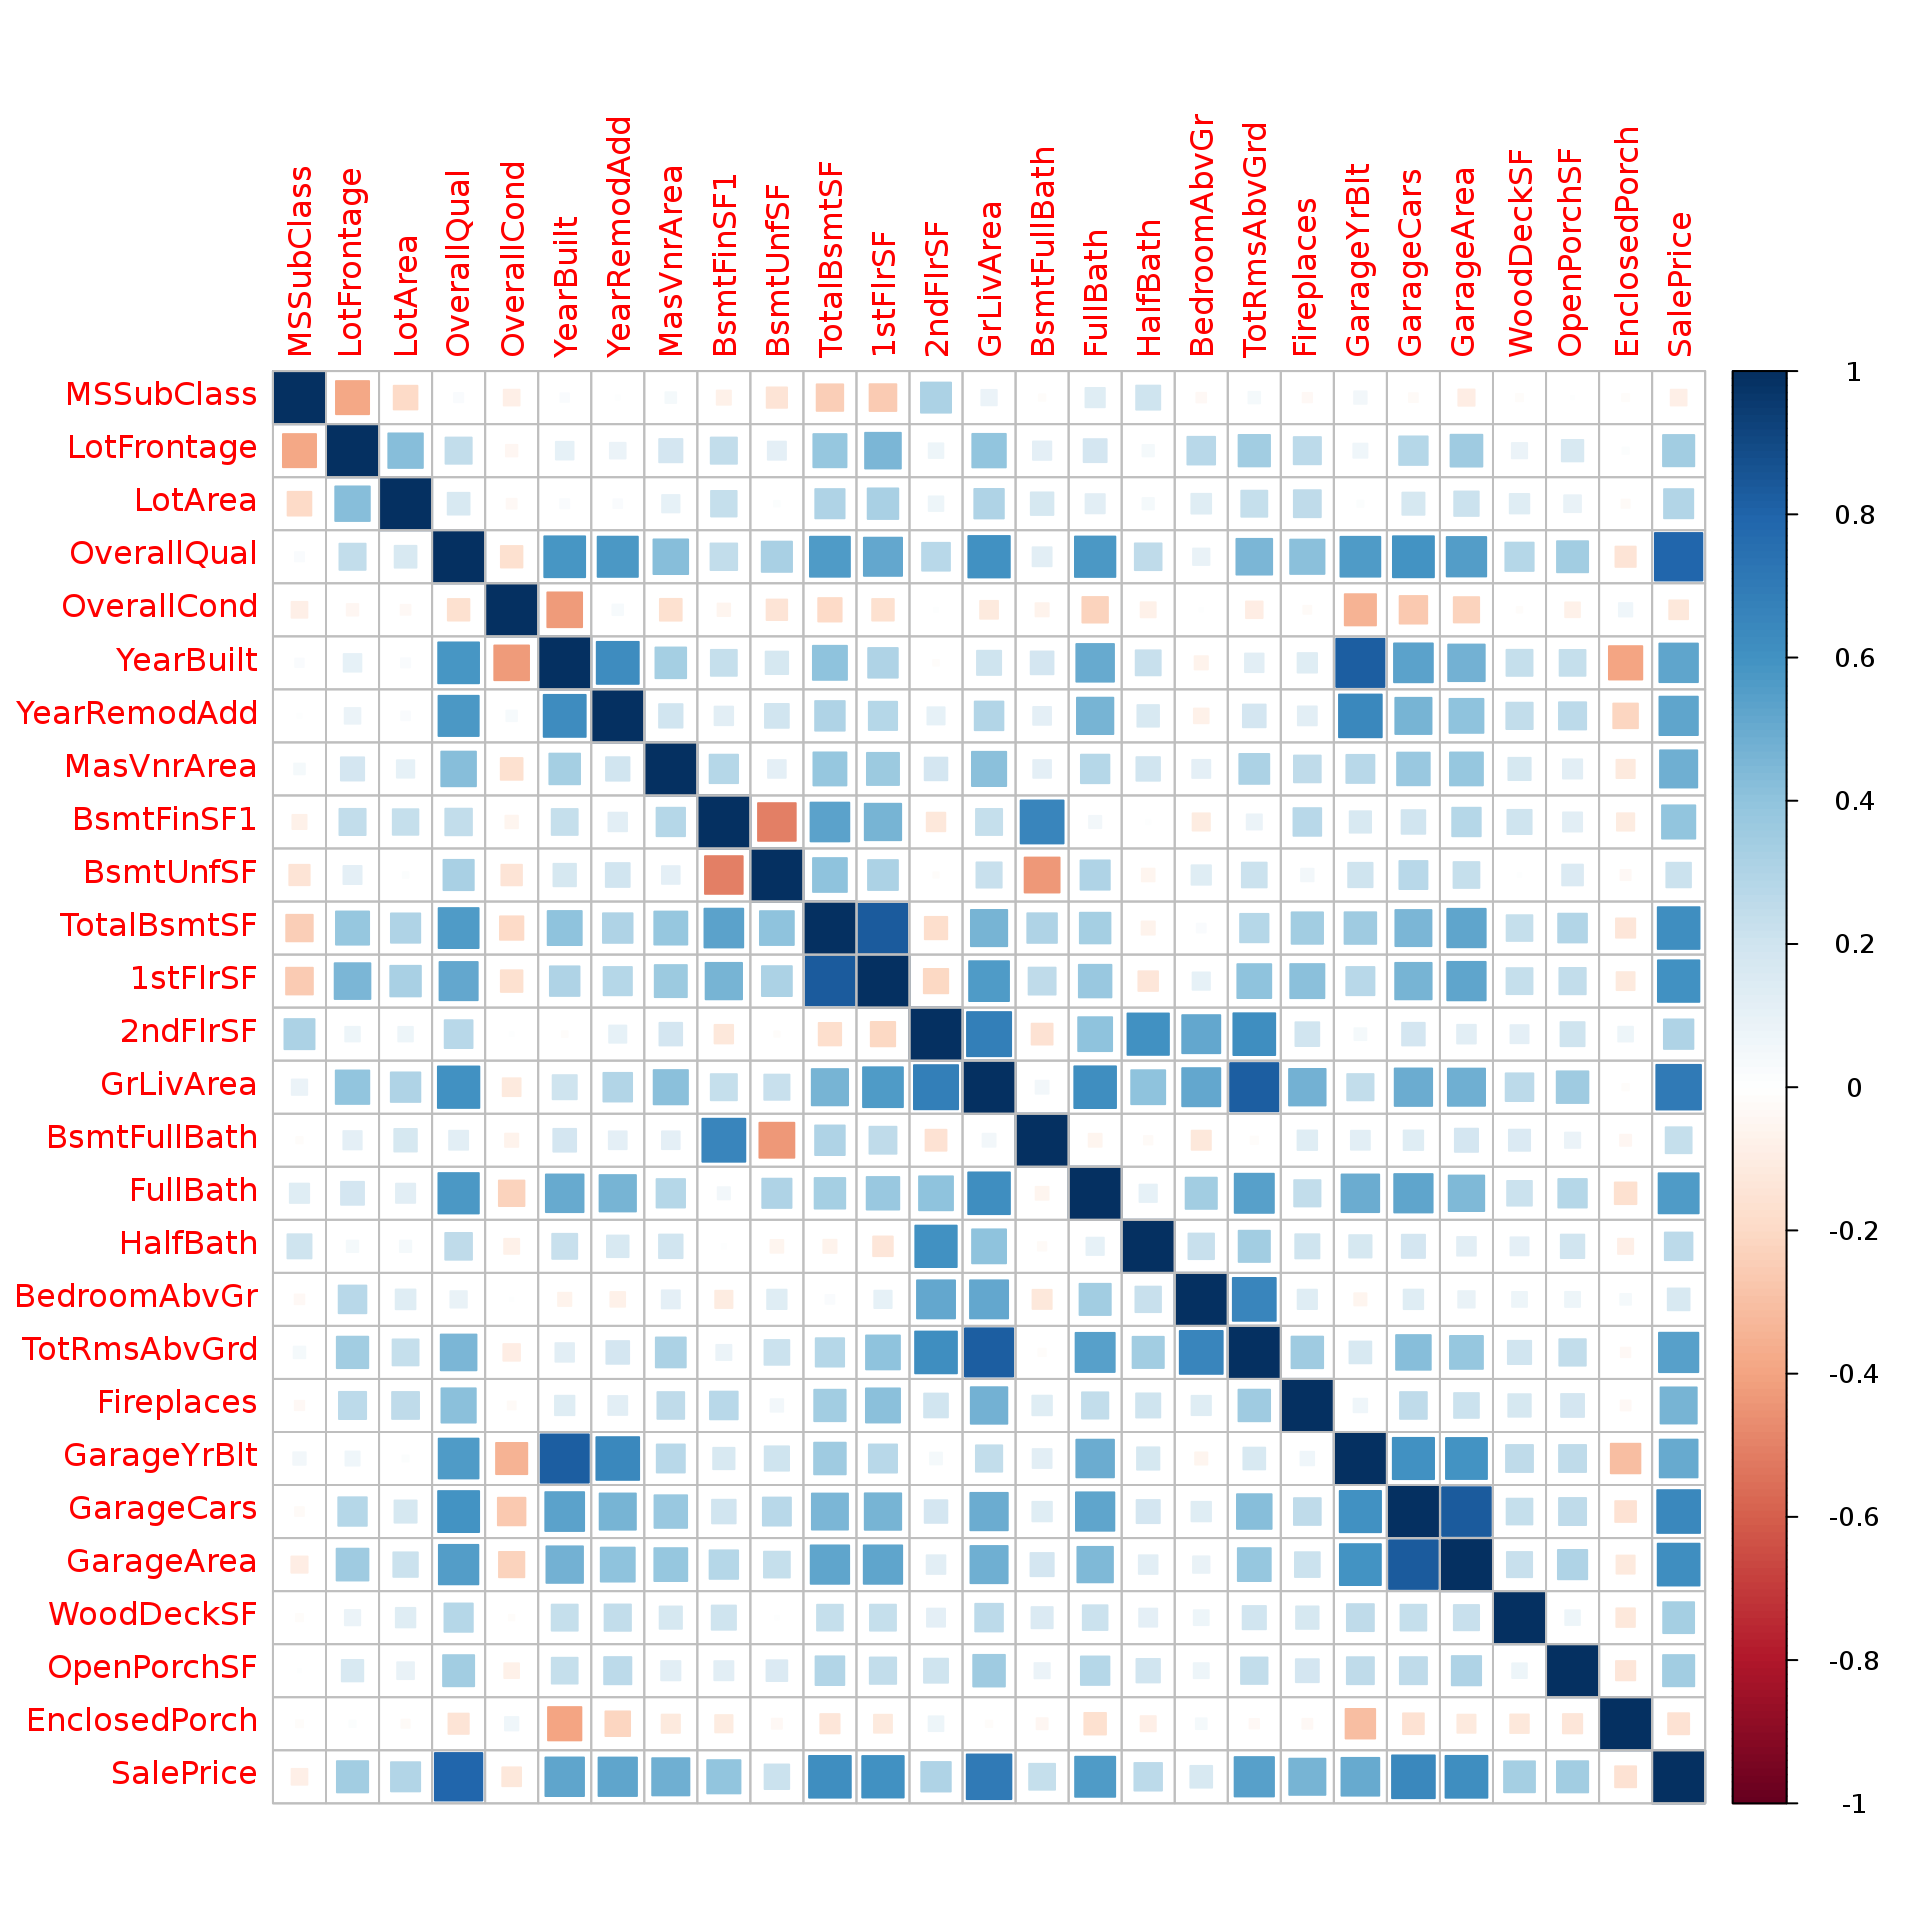 MSSubClass
LotFrontage
LotArea
OverallQual
OverallCond
YearBuilt
YearRemodAdd
MasVnrArea
BsmtFinSF1
BsmtUnfSF
TotalBsmtSF
1stFlrSF
2ndFlrSF
GrLivArea
BsmtFullBath
FullBath
HalfBath
BedroomAbvGr
TotRmsAbvGrd
Fireplaces
GarageYrBlt
GarageCars
GarageArea
WoodDeckSF
OpenPorchSF
EnclosedPorch
SalePrice
MSSubClass
LotFrontage
LotArea
OverallQual
OverallCond
YearBuilt
YearRemodAdd
MasVnrArea
BsmtFinSF1
BsmtUnfSF
TotalBsmtSF
1stFlrSF
2ndFlrSF
GrLivArea
BsmtFullBath
FullBath
HalfBath
BedroomAbvGr
TotRmsAbvGrd
Fireplaces
GarageYrBlt
GarageCars
GarageArea
WoodDeckSF
OpenPorchSF
EnclosedPorch
SalePrice
1
0.8
0.6
0.4
0.2
0
-0.2
-0.4
-0.6
-0.8
-1